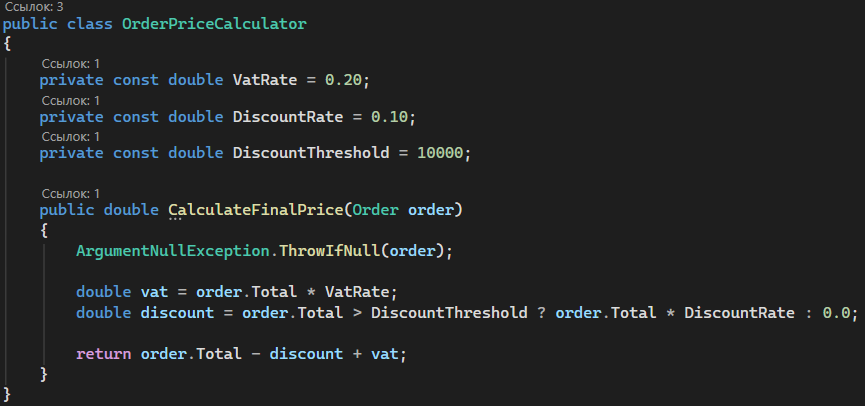 Ссылок: 3
public class OrderPriceCalculator
{
Ссылок: 1
private const double VatRate = 0.20;
Ссылок: 1
private const double DiscountRate = 0.10;
Ссылок: 1
private const double DiscountThreshold = 10000;
Ссылок: 1
public double CalculateFinalPrice(Order order)
{
ArgumentNullException.ThrowIfNull(order);
double vat = order.Total * VatRate;
double discount = order.Total > DiscountThreshold ? order.Total * DiscountRate : 0.0;
return order.Total - discount + vat;
}
}